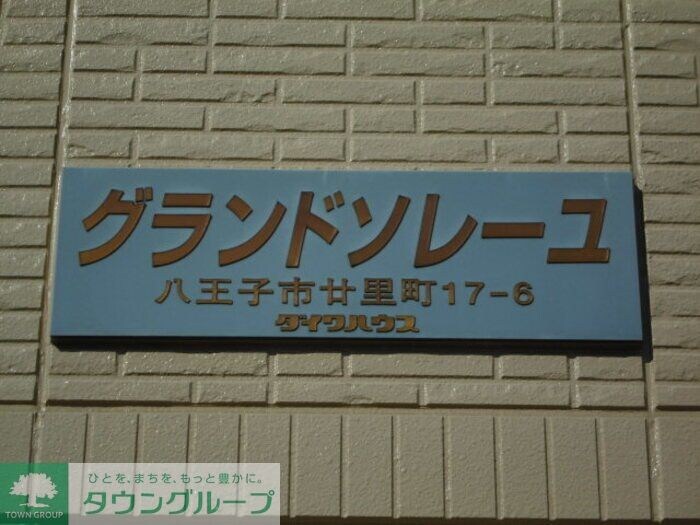 グランドソレーユ
八王子市廿里町17-6
ダイワハウス
ひとを、まちを、もっと豊かに。
タウングループ
TOWN GROUP